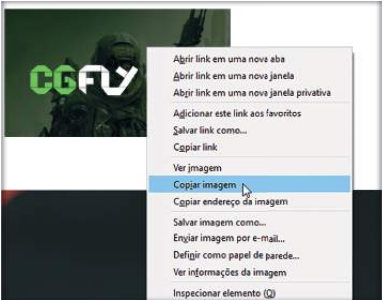 CGFLY
Abrir link em uma nova aba
Abrir link em uma nova janela
Abrir link em uma nova janela privativa
Adicionar este link aos favoritos
Salvar link como...
Copiar link
Ver imagem
Copiar imagem
Copiar endereço da imagem
Salvar imagem como...
Enviar imagem por e-mail...
Definir como papel de parede...
Ver informações da imagem
Inspecionar elemento (Q)